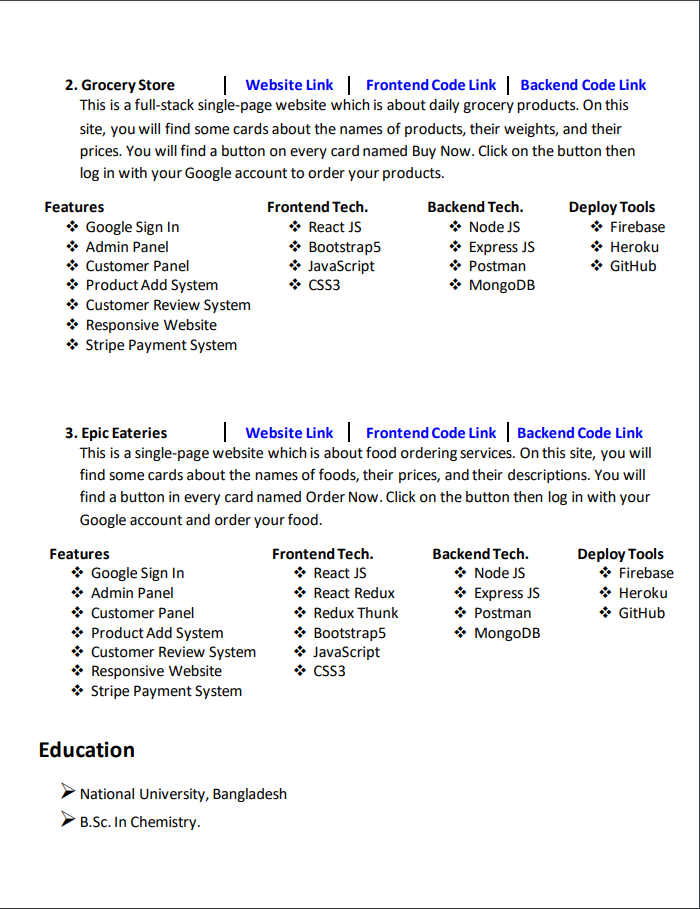 2. Grocery Store | Website Link | Frontend Code Link | Backend Code Link
This is a full-stack single-page website which is about daily grocery products. On this
site, you will find some cards about the names of products, their weights, and their
prices. You will find a button on every card named Buy Now. Click on the button then
log in with your Google account to order your products.
Features Frontend Tech. Backend Tech. Deploy Tools
❖ Google Sign In ❖ React JS ❖ Node JS ❖ Firebase
❖ Admin Panel ❖ Bootstrap5 ❖ Express JS ❖ Heroku
❖ Customer Panel ❖ JavaScript ❖ Postman ❖ GitHub
❖ Product Add System ❖ CSS3 ❖ MongoDB
❖ Customer Review System
❖ Responsive Website
❖ Stripe Payment System
3. Epic Eateries | Website Link | Frontend Code Link | Backend Code Link
This is a single-page website which is about food ordering services. On this site, you will
find some cards about the names of foods, their prices, and their descriptions. You will
find a button in every card named Order Now. Click on the button then log in with your
Google account and order your food.
Features Frontend Tech. Backend Tech. Deploy Tools
❖ Google Sign In ❖ React JS ❖ Node JS ❖ Firebase
❖ Admin Panel ❖ React Redux ❖ Express JS ❖ Heroku
❖ Customer Panel ❖ Redux Thunk ❖ Postman ❖ GitHub
❖ Product Add System ❖ Bootstrap5 ❖ MongoDB
❖ Customer Review System ❖ JavaScript
❖ Responsive Website ❖ CSS3
❖ Stripe Payment System
Education
➢ National University, Bangladesh
➢ B.Sc. In Chemistry.